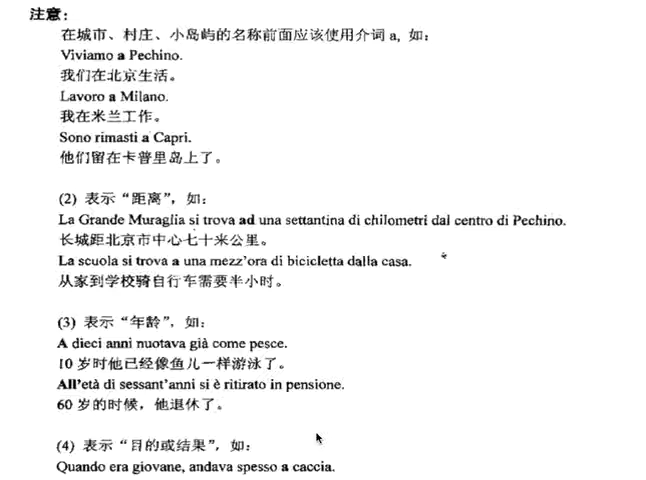 注意：
在城市、村庄、小岛屿的名称前面应该使用介词 a, 如：
Viviamo a Pechino.
我们在北京生活。
Lavoro a Milano.
我在米兰工作。
Sono rimasti a Capri.
他们留在卡普里岛上了。
(2) 表示“距离”，如：
La Grande Muraglia si trova ad una settantina di chilometri dal centro di Pechino.
长城距北京市中心七十米公里。
La scuola si trova a una mezz'ora di bicicletta dalla casa.
从家到学校骑自行车需要半小时。
(3) 表示“年龄”，如：
A dieci anni nuotava già come pesce.
10 岁时他已经像鱼儿一样游泳了。
All'età di sessant'anni si è ritirato in pensione.
60 岁的时候，他退休了。
(4) 表示“目的或结果”，如：
Quando era giovane, andava spesso a caccia.